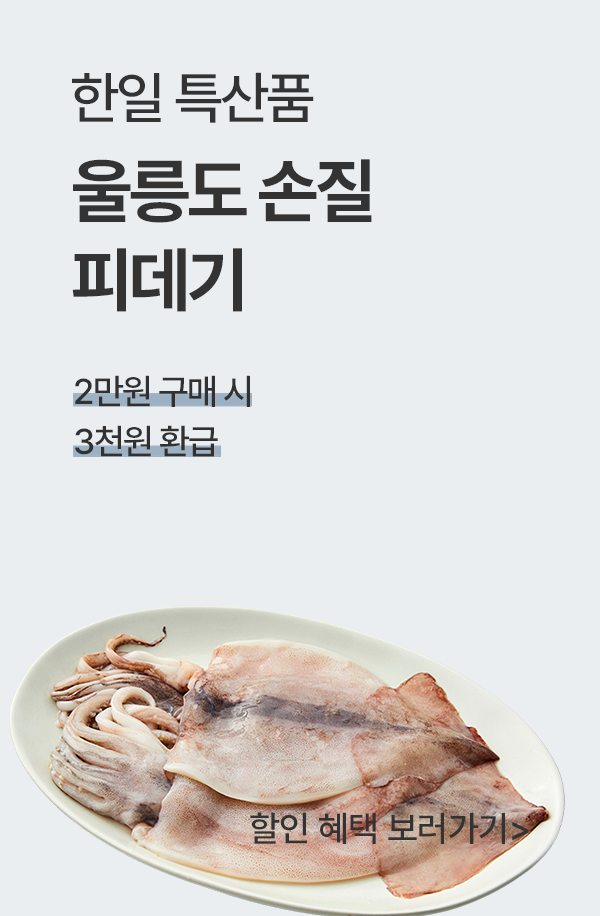 한일 특산품
울릉도 손질
피데기
2만원 구매 시
3천원 환급
할인 혜택 보러가기>